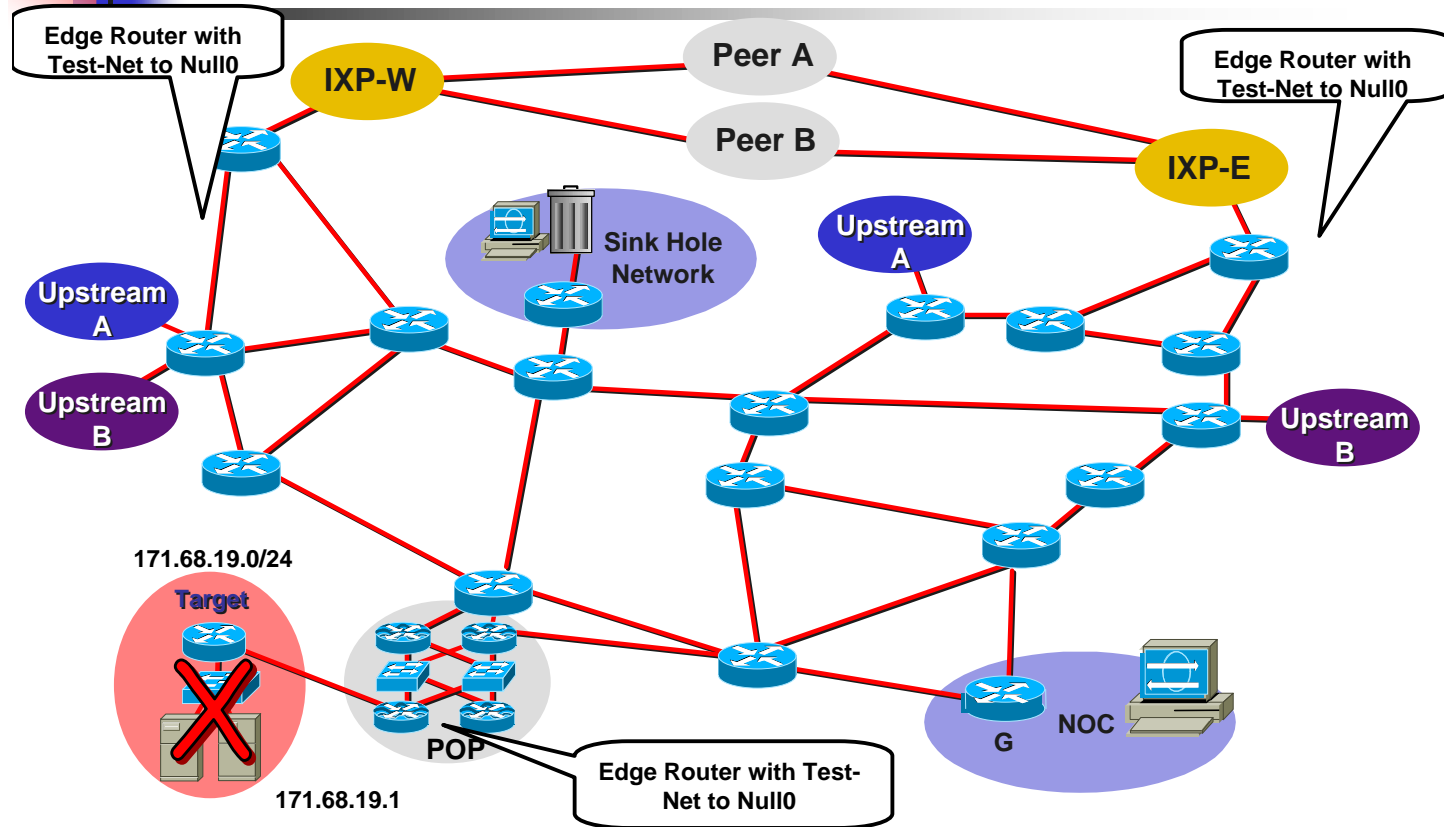 Edge Router with
Test-Net to Null0
IXP-W
Peer A
Peer B
Edge Router with
Test-Net to Null0
IXP-E
Sink Hole
Network
Upstream
A
Upstream
A
Upstream
B
Upstream
B
171.68.19.0/24
Target
171.68.19.1
POP
Edge Router with Test-
Net to Null0
G
NOC